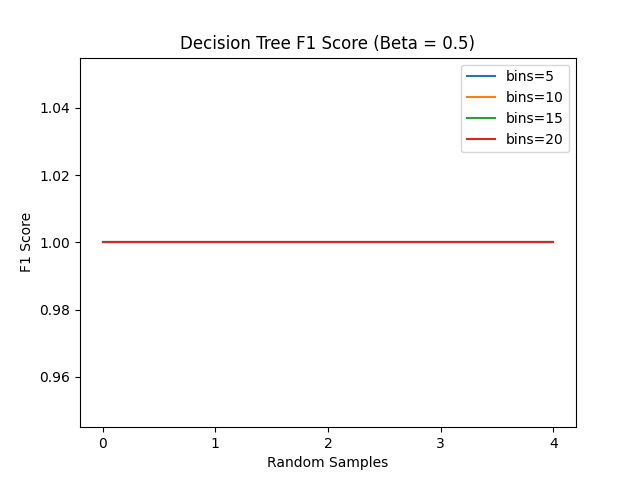 Decision Tree F1 Score (Beta = 0.5)
bins=5
bins=10
bins=15
bins=20
1.04
1.02
1.00
0.98
0.96
F1 Score
0 1 2 3 4
Random Samples